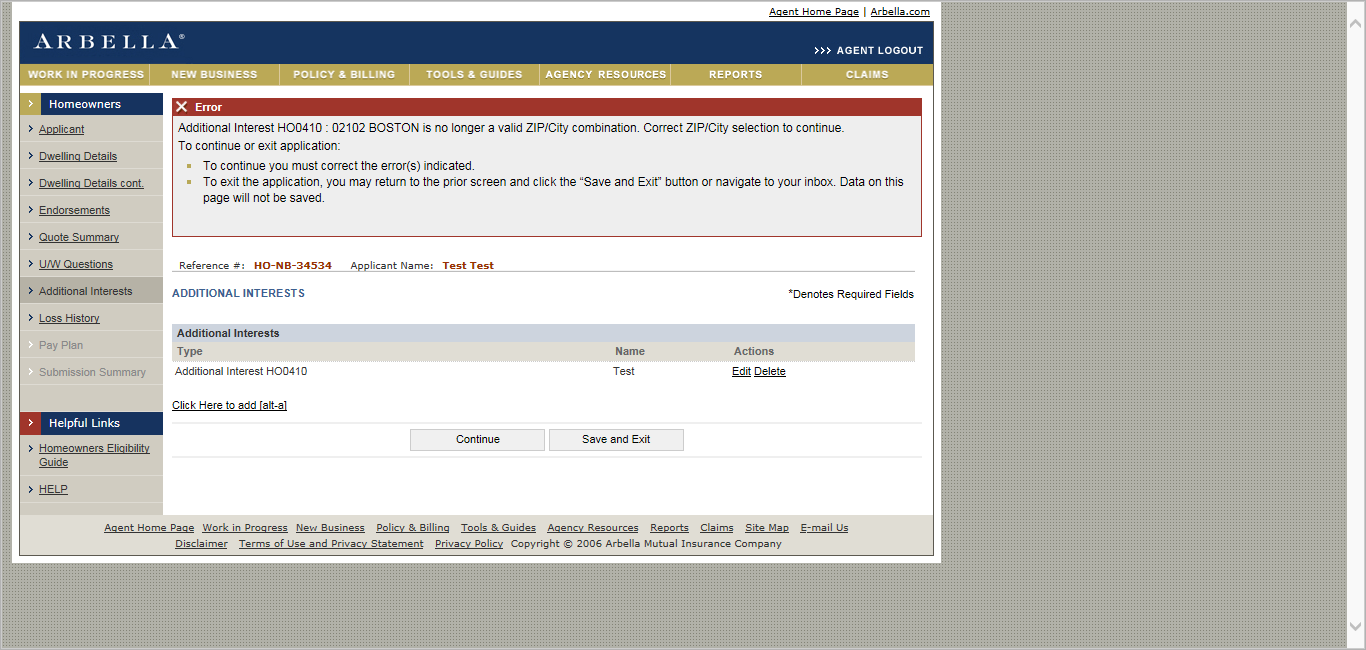 Agent Home Page | Arbella.com
ARBELLA®
>>> AGENT LOGOUT
WORK IN PROGRESS NEW BUSINESS POLICY & BILLING TOOLS & GUIDES AGENCY RESOURCES REPORTS CLAIMS
Homeowners
Applicant
Dwelling Details
Dwelling Details cont.
Endorsements
Quote Summary
U/W Questions
Additional Interests
Loss History
Pay Plan
Submission Summary
Helpful Links
Homeowners Eligibility
Guide
HELP
Error
Additional Interest HO0410 : 02102 BOSTON is no longer a valid ZIP/City combination. Correct ZIP/City selection to continue.
To continue or exit application:
To continue you must correct the error(s) indicated.
To exit the application, you may return to the prior screen and click the “Save and Exit” button or navigate to your inbox. Data on this
page will not be saved.
Reference #: HO-NB-34534 Applicant Name: Test Test
ADDITIONAL INTERESTS *Denotes Required Fields
Additional Interests
Type Name Actions
Additional Interest HO0410 Test Edit Delete
Click Here to add [alt-a]
Continue Save and Exit
Agent Home Page Work in Progress New Business Policy & Billing Tools & Guides Agency Resources Reports Claims Site Map E-mail Us
Disclaimer Terms of Use and Privacy Statement Privacy Policy Copyright © 2006 Arbella Mutual Insurance Company